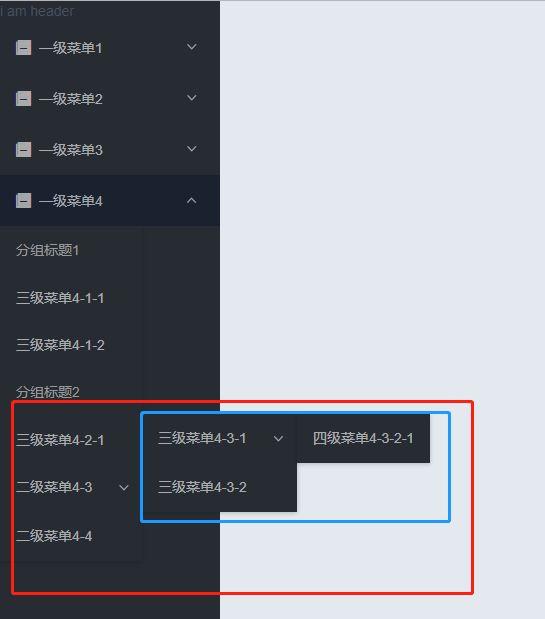 i am header
一级菜单1
一级菜单2
一级菜单3
一级菜单4
分组标题1
三级菜单4-1-1
三级菜单4-1-2
分组标题2
三级菜单4-2-1
三级菜单4-3-1
四级菜单4-3-2-1
二级菜单4-3
三级菜单4-3-2
二级菜单4-4